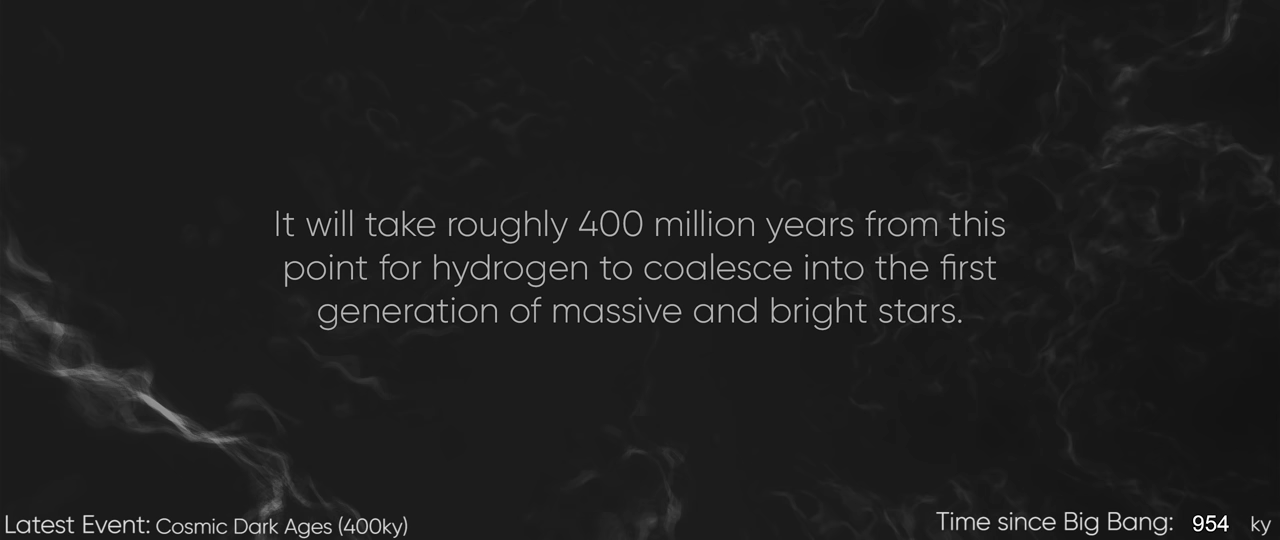 It will take roughly 400 million years from this
point for hydrogen to coalesce into the first
generation of massive and bright stars.
Latest Event: Cosmic Dark Ages (400ky)
Time since Big Bang: 954 ky